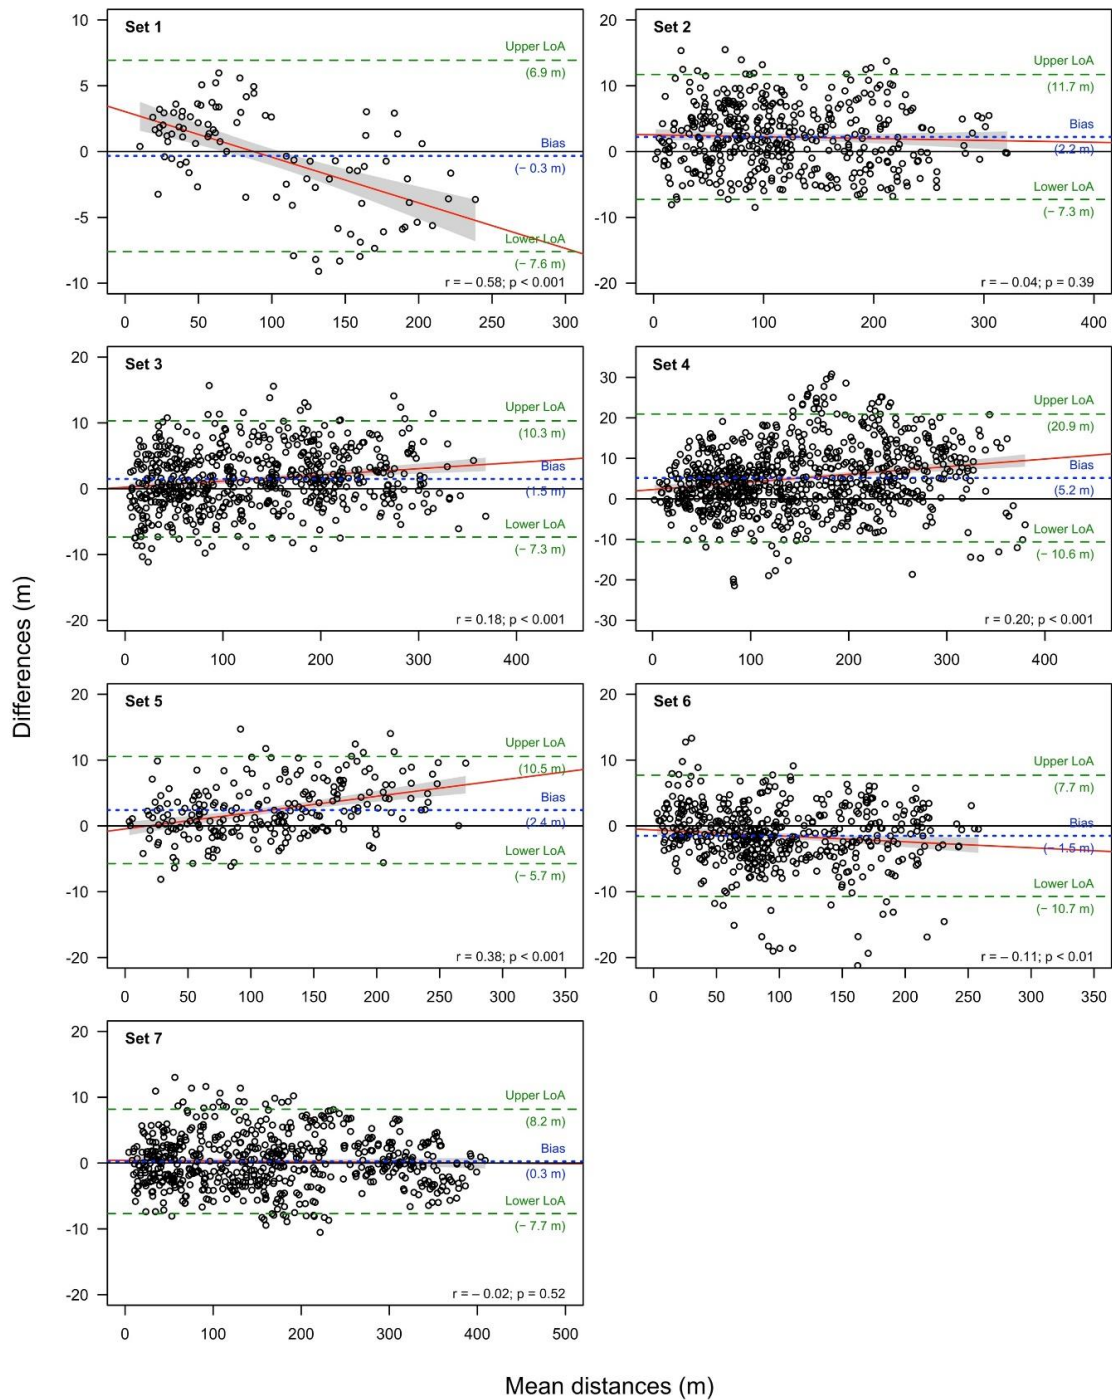 Differences (m)
Set 1
10
5
0
-5
-10
Upper LoA
(6.9 m)
Bias
(− 0.3 m)
Lower LoA
(− 7.6 m)
r = − 0.58; p < 0.001
0 50 100 150 200 250 300
Set 2
20
10
0
-10
-20
Upper LoA
(11.7 m)
Bias
(2.2 m)
Lower LoA
(− 7.3 m)
r = − 0.04; p = 0.39
0 100 200 300 400
Set 3
20
10
0
-10
-20
Upper LoA
(10.3 m)
Bias
(1.5 m)
Lower LoA
(− 7.3 m)
r = 0.18; p < 0.001
0 100 200 300 400
Set 4
30
20
10
0
-10
-20
-30
Upper LoA
(20.9 m)
Bias
(5.2 m)
Lower LoA
(− 10.6 m)
r = 0.20; p < 0.001
0 100 200 300 400
Set 5
20
10
0
-10
-20
Upper LoA
(10.5 m)
Bias
(2.4 m)
Lower LoA
(− 5.7 m)
r = 0.38; p < 0.001
0 50 100 150 200 250 300 350
Set 6
20
10
0
-10
-20
Upper LoA
(7.7 m)
Bias
(− 1.5 m)
Lower LoA
(− 10.7 m)
r = − 0.11; p < 0.01
0 50 100 150 200 250 300 350
Set 7
20
10
0
-10
-20
Upper LoA
(8.2 m)
Bias
(0.3 m)
Lower LoA
(− 7.7 m)
r = − 0.02; p = 0.52
0 100 200 300 400 500
Mean distances (m)